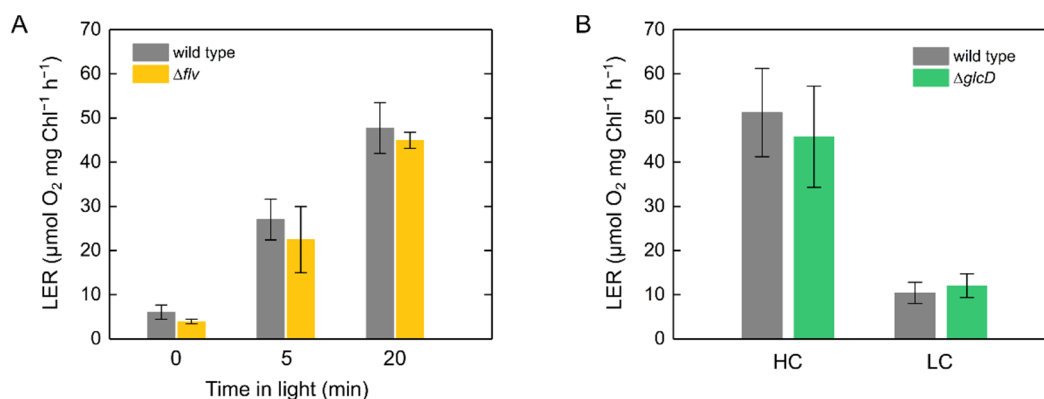 A
LER (μmol O₂ mg Chl⁻¹ h⁻¹)
70
60
50
40
30
20
10
0
wild type
Δflv
0 5 20
Time in light (min)
B
LER (μmol O₂ mg Chl⁻¹ h⁻¹)
70
60
50
40
30
20
10
0
wild type
ΔglcD
HC LC